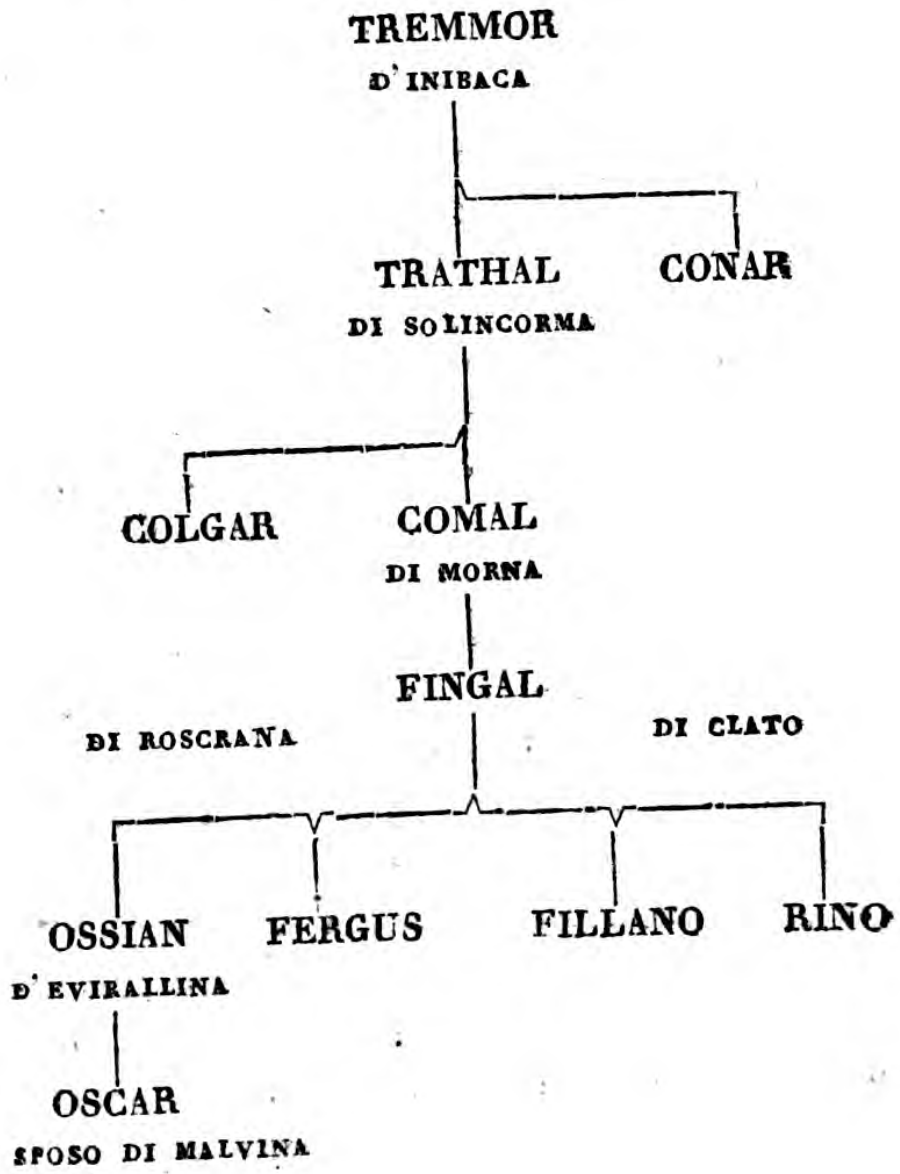 TREMMOR
D'INIBACA
TRATHAL
CONAR
DI SOLINCORMA
COLGAR
COMAL
DI MORNA
FINGAL
DI ROSCRANA
DI CLATO
OSSIAN
FERGUS
FILLANO
RINO
D'EVIRALLINA
OSCAR
SPOSO DI MALVINA